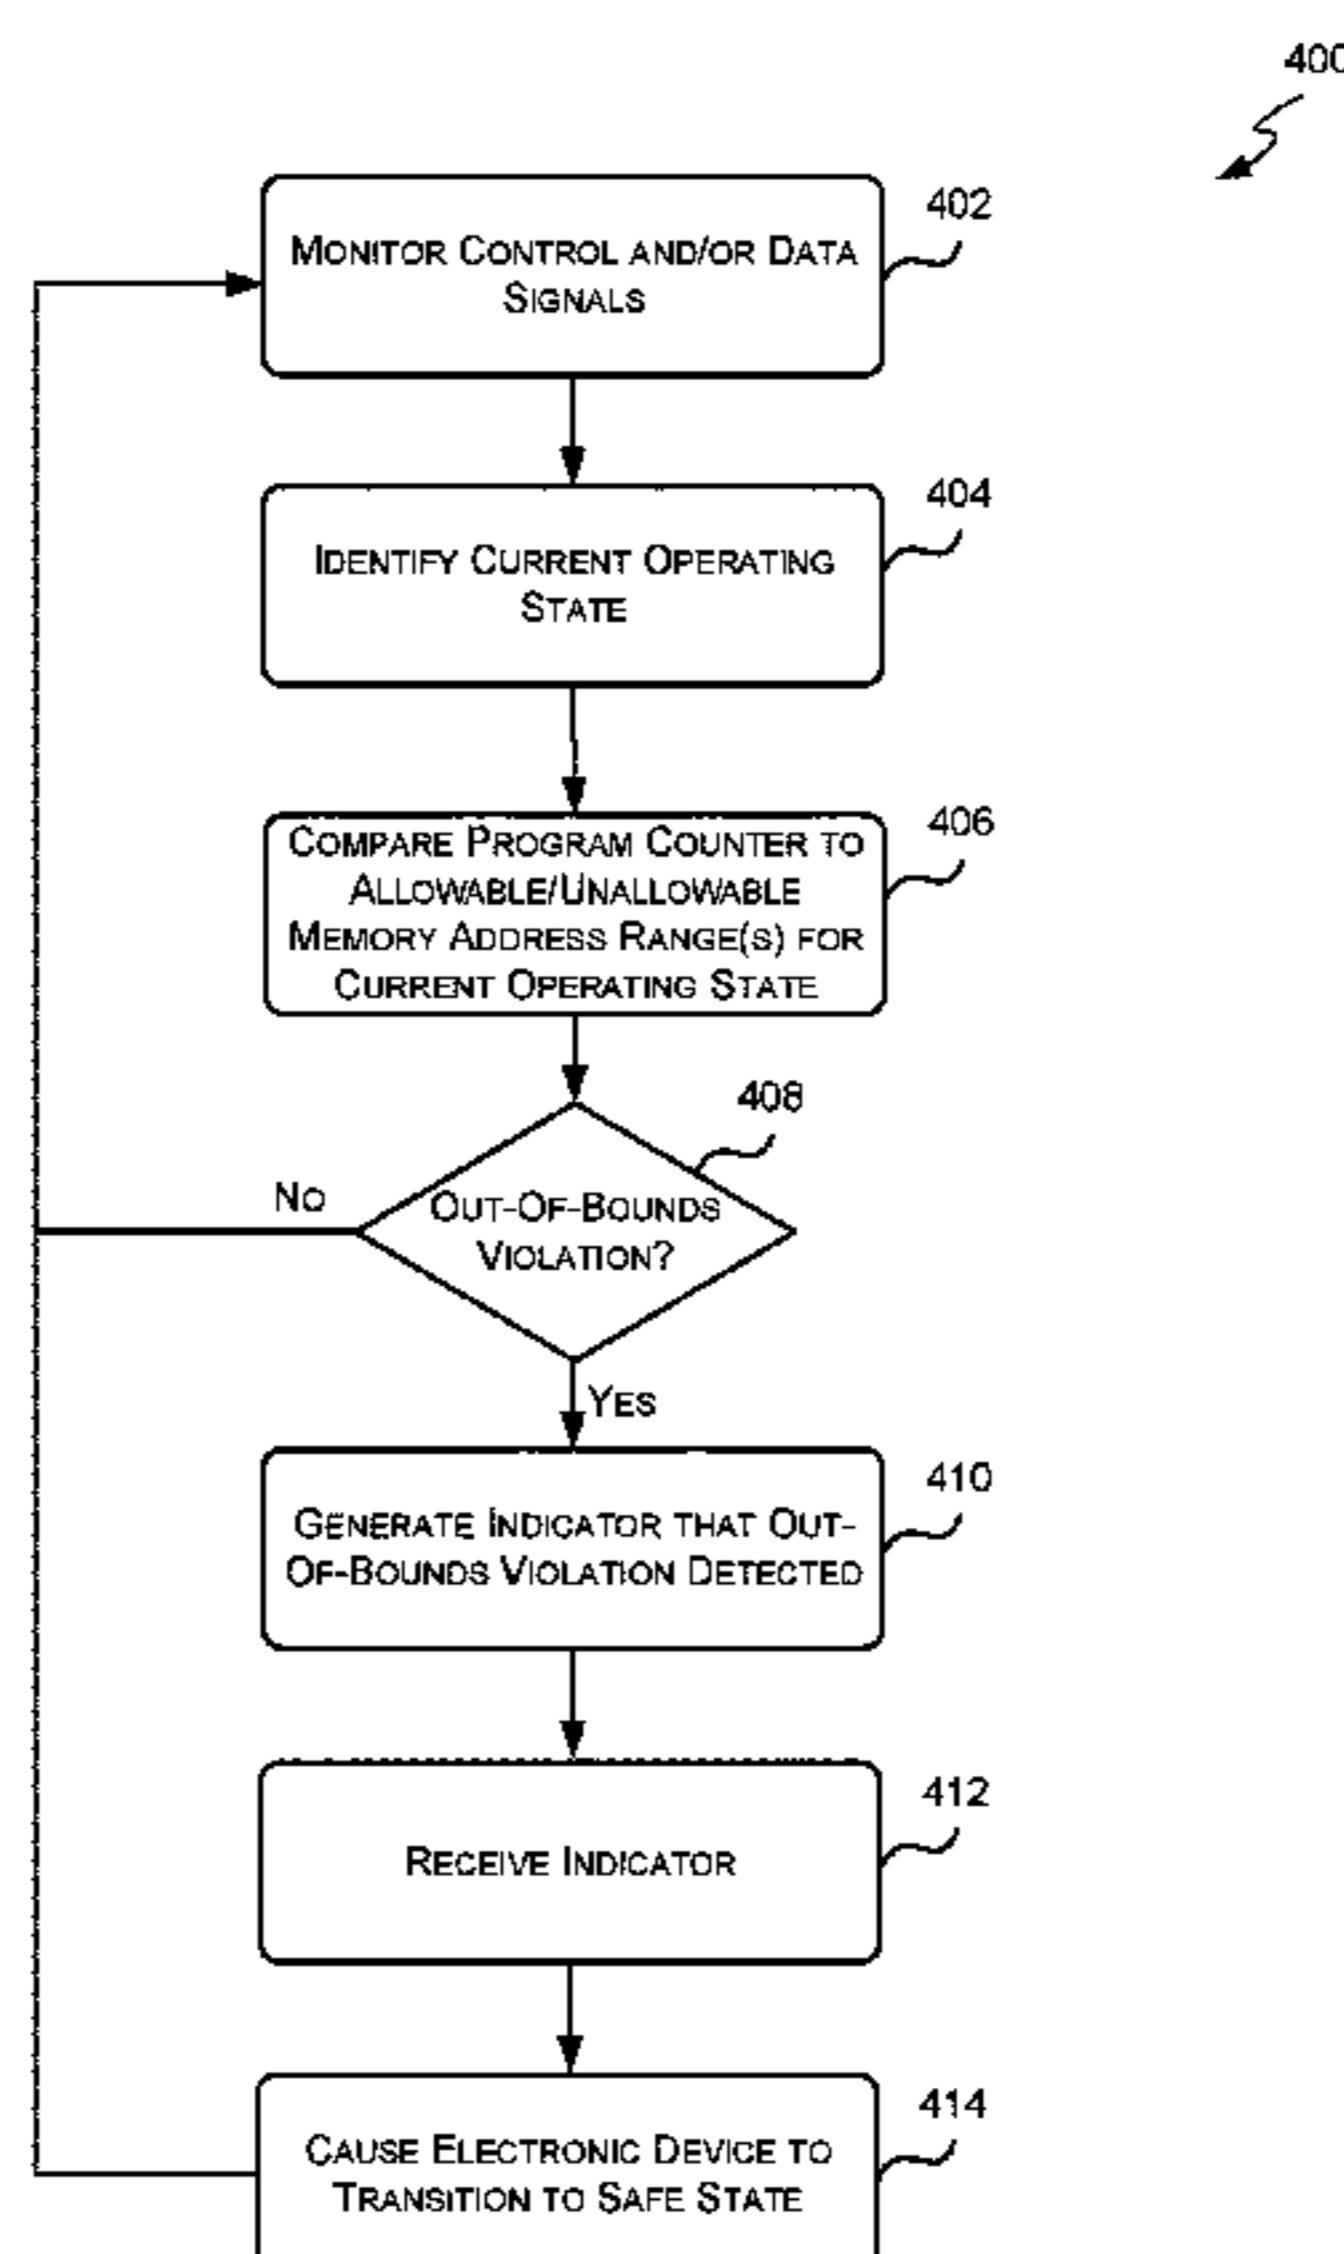 400
402
MONITOR CONTROL AND/OR DATA
SIGNALS
404
IDENTIFY CURRENT OPERATING
STATE
406
COMPARE PROGRAM COUNTER TO
ALLOWABLE/UNALLOWABLE
MEMORY ADDRESS RANGE(S) FOR
CURRENT OPERATING STATE
408
NO
OUT-OF-BOUNDS
VIOLATION?
YES
410
GENERATE INDICATOR THAT OUT-
OF-BOUNDS VIOLATION DETECTED
412
RECEIVE INDICATOR
414
CAUSE ELECTRONIC DEVICE TO
TRANSITION TO SAFE STATE